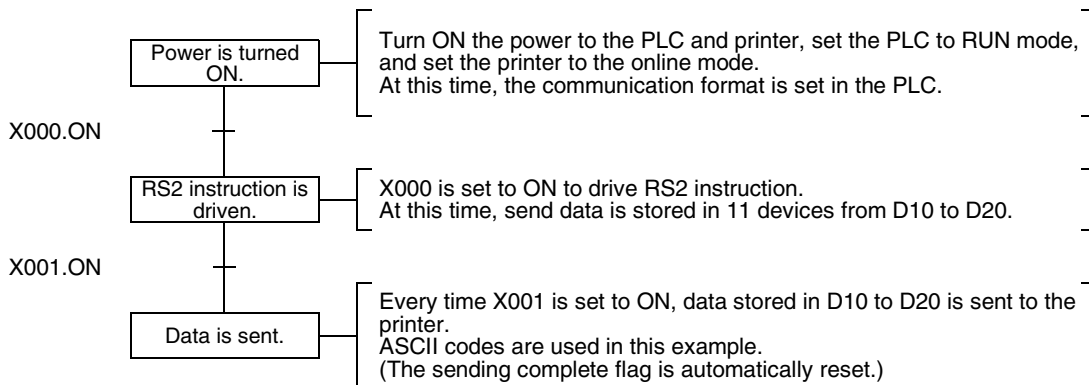 Power is turned
ON.
Turn ON the power to the PLC and printer, set the PLC to RUN mode,
and set the printer to the online mode.
At this time, the communication format is set in the PLC.
X000.ON
RS2 instruction is
driven.
X000 is set to ON to drive RS2 instruction.
At this time, send data is stored in 11 devices from D10 to D20.
X001.ON
Data is sent.
Every time X001 is set to ON, data stored in D10 to D20 is sent to the
printer.
ASCII codes are used in this example.
(The sending complete flag is automatically reset.)